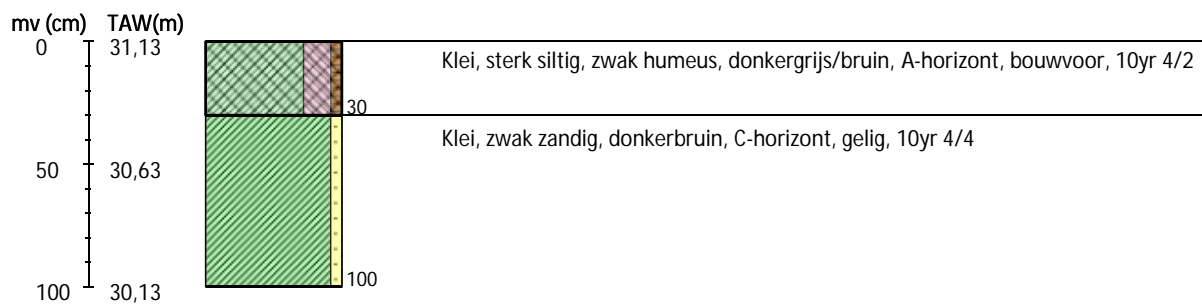 mv (cm) TAW(m)
0 31,13
Klei, sterk siltig, zwak humeus, donkergrijs/bruin, A-horizont, bouwvoor, 10yr 4/2
30
Klei, zwak zandig, donkerbruin, C-horizont, gelig, 10yr 4/4
50 30,63
100
100 30,13